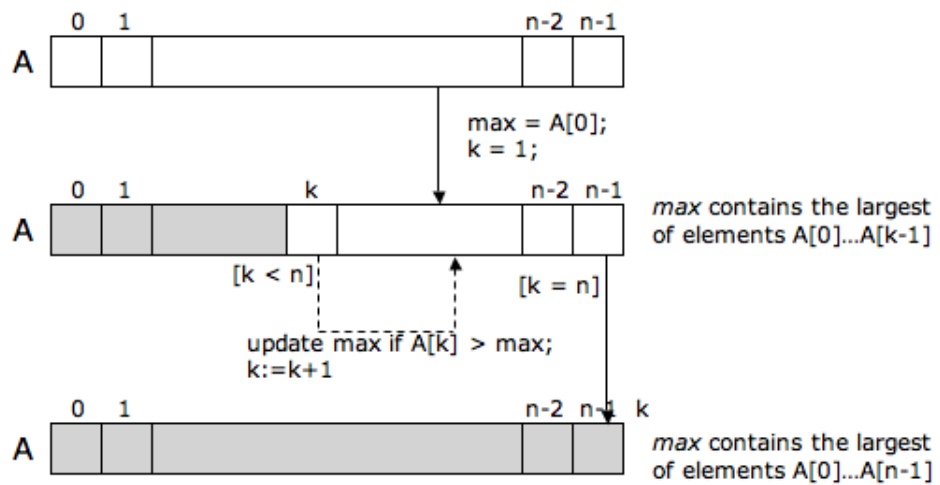 0 1 n-2 n-1
A
max = A[0];
k = 1;
0 1 k n-2 n-1
A
max contains the largest
of elements A[0]...A[k-1]
[k < n]
[k = n]
update max if A[k] > max;
k:=k+1
0 1 n-2 n-1 k
A
max contains the largest
of elements A[0]...A[n-1]